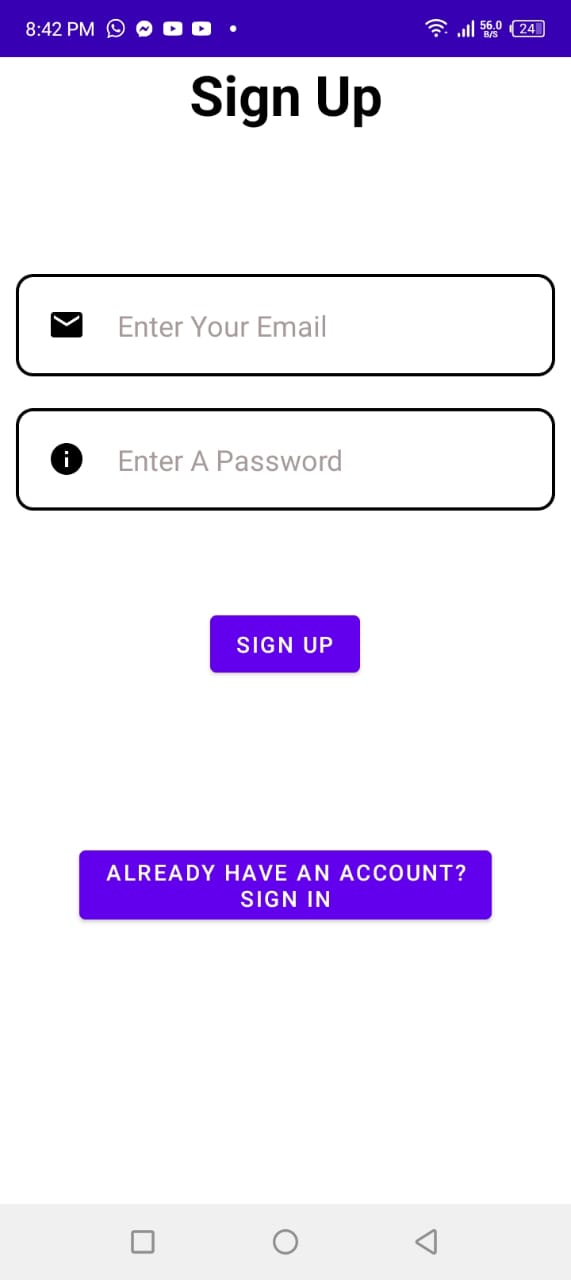 8:42 PM
56.0
B/S
24
Sign Up
Enter Your Email
Enter A Password
SIGN UP
ALREADY HAVE AN ACCOUNT?
SIGN IN